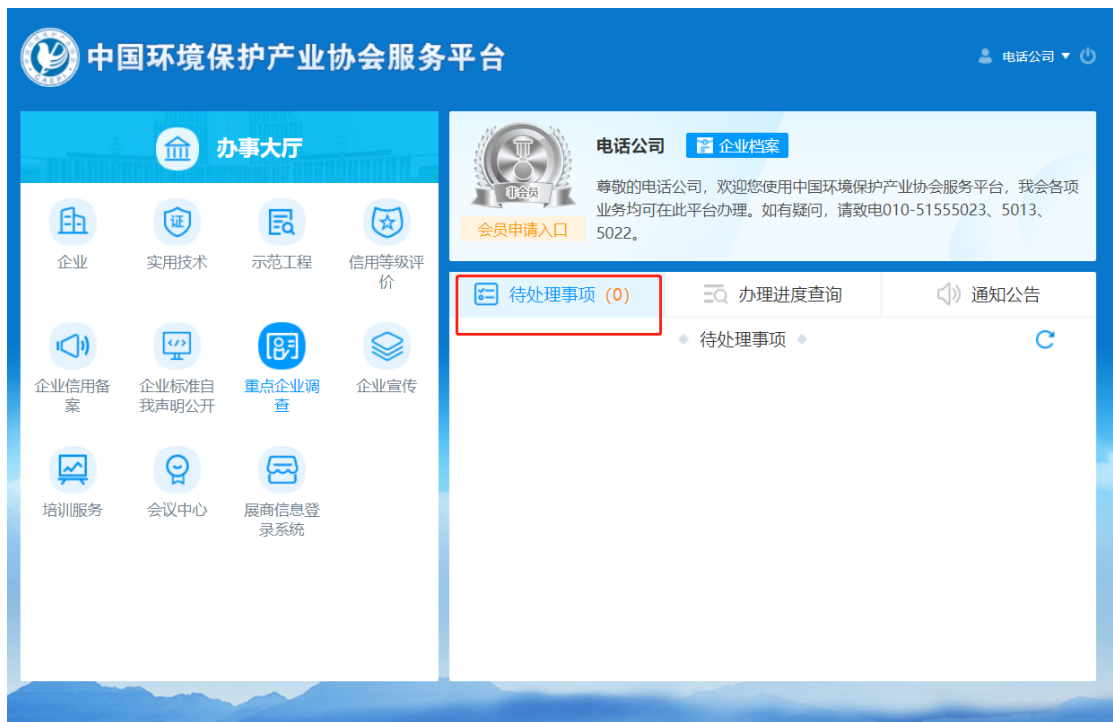 中国环境保护产业协会服务平台
电话公司
办事大厅
企业
实用技术
示范工程
信用等级评
价
企业信用备
案
企业标准自
我声明公开
重点企业调
查
企业宣传
培训服务
会议中心
展商信息登
录系统
非会员
会员申请入口
电话公司
企业档案
尊敬的电话公司，欢迎您使用中国环境保护产业协会服务平台，我会各项
业务均可在此平台办理。如有疑问，请致电010-51555023、5013、
5022。
待处理事项（0）
办理进度查询
通知公告
待处理事项
证
CAEPI